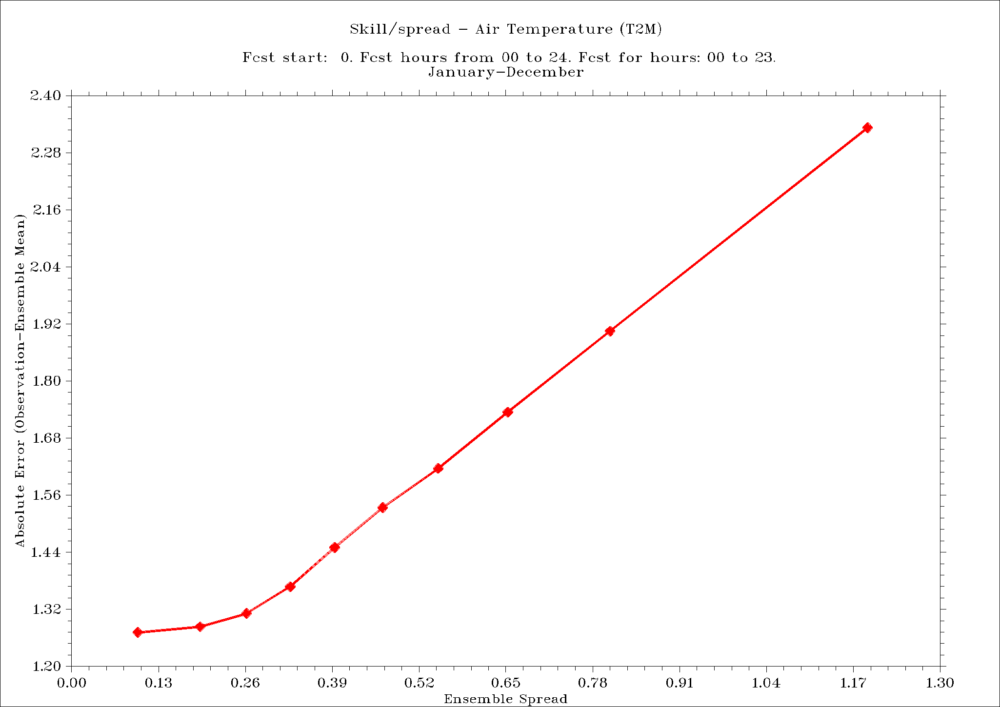 Skill/spread – Air Temperature (T2M)
Fcst start:  0. Fcst hours from 00 to 24. Fcst for hours: 00 to 23.
January–December
Absolute Error (Observation–Ensemble Mean)
2.40
2.28
2.16
2.04
1.92
1.80
1.68
1.56
1.44
1.32
1.20
0.00 0.13 0.26 0.39 0.52 0.65 0.78 0.91 1.04 1.17 1.30
Ensemble Spread